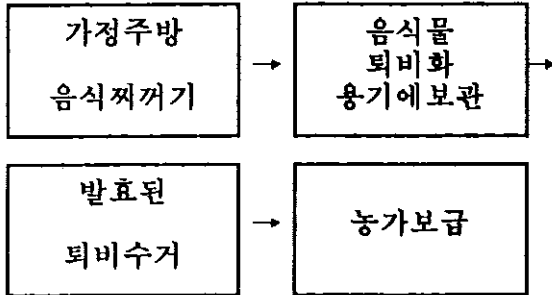 가정주방
음식찌꺼기
음식물
퇴비화
용기에보관
발효된
퇴비수거
농가보급